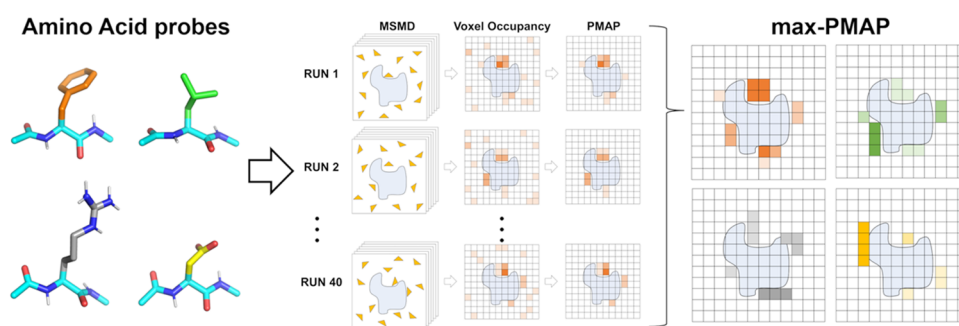 Amino Acid probes
MSMD
Voxel Occupancy
PMAP
max-PMAP
RUN 1
RUN 2
RUN 40